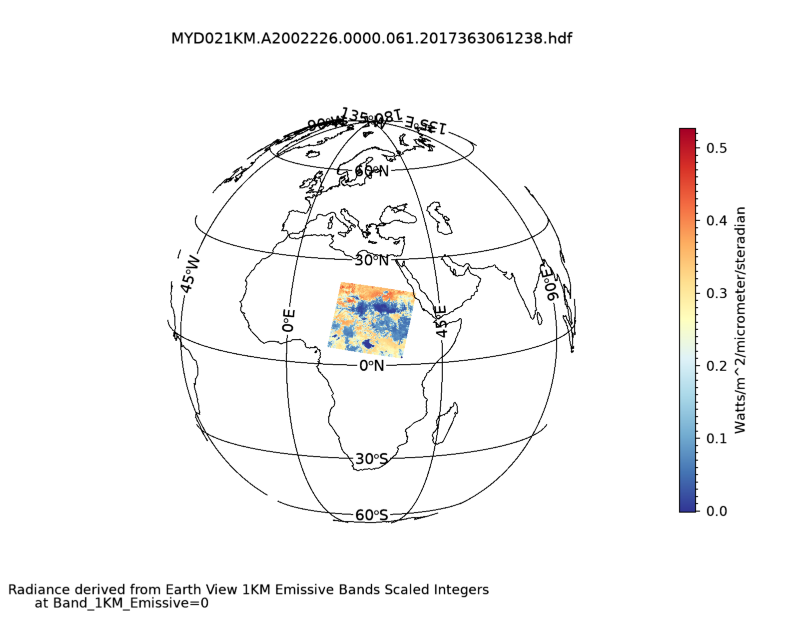 MYD021KM.A2002226.0000.061.2017363061238.hdf
180
135°E
60°N
30°N
45°W
90°E
0°E
45°E
0°N
30°S
60°S
0.5
0.4
0.3
0.2
0.1
0.0
Watts/m^2/micrometer/steradian
Radiance derived from Earth View 1KM Emissive Bands Scaled Integers
at Band_1KM_Emissive=0